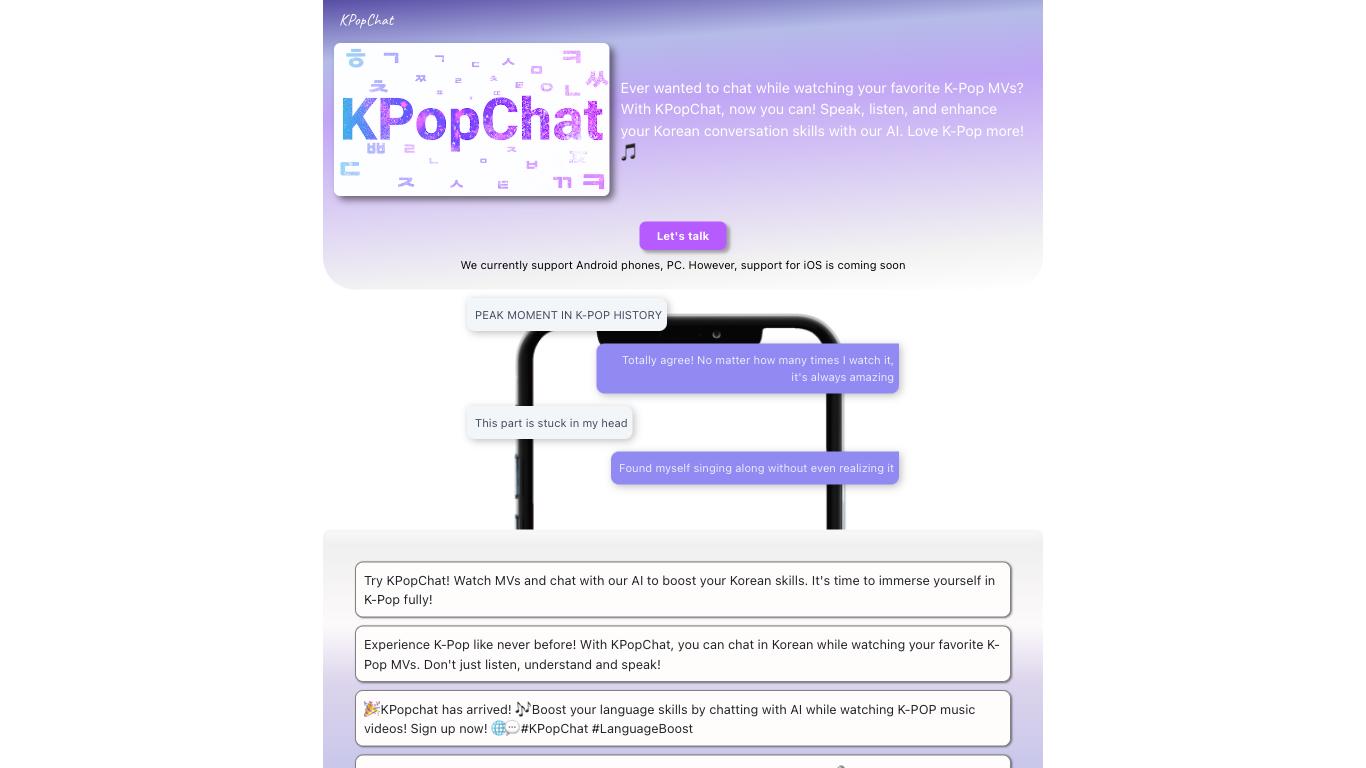 KPopChat
ㅎ ㄱ ㄱ ㄷ ㅅ ㅁ ㅋ
ㅊ ㅉ ㄹ ㅊ ㅌ ㅇ ㄴ ㅆ
KPopChat
ㅃ ㄹ ㄴ ㅁ ㅈ ㅂ
ㄷ ㅈ ㅅ ㅌ ㄲ ㅋ
Ever wanted to chat while watching your favorite K-Pop MVs?
With KPopChat, now you can! Speak, listen, and enhance
your Korean conversation skills with our AI. Love K-Pop more!
🎵
Let's talk
We currently support Android phones, PC. However, support for iOS is coming soon
PEAK MOMENT IN K-POP HISTORY
Totally agree! No matter how many times I watch it,
it's always amazing
This part is stuck in my head
Found myself singing along without even realizing it
Try KPopChat! Watch MVs and chat with our AI to boost your Korean skills. It's time to immerse yourself in
K-Pop fully!
Experience K-Pop like never before! With KPopChat, you can chat in Korean while watching your favorite K-
Pop MVs. Don't just listen, understand and speak!
🎉KPopchat has arrived! 🎶Boost your language skills by chatting with AI while watching K-POP music
videos! Sign up now! 🌐💬#KPopChat #LanguageBoost